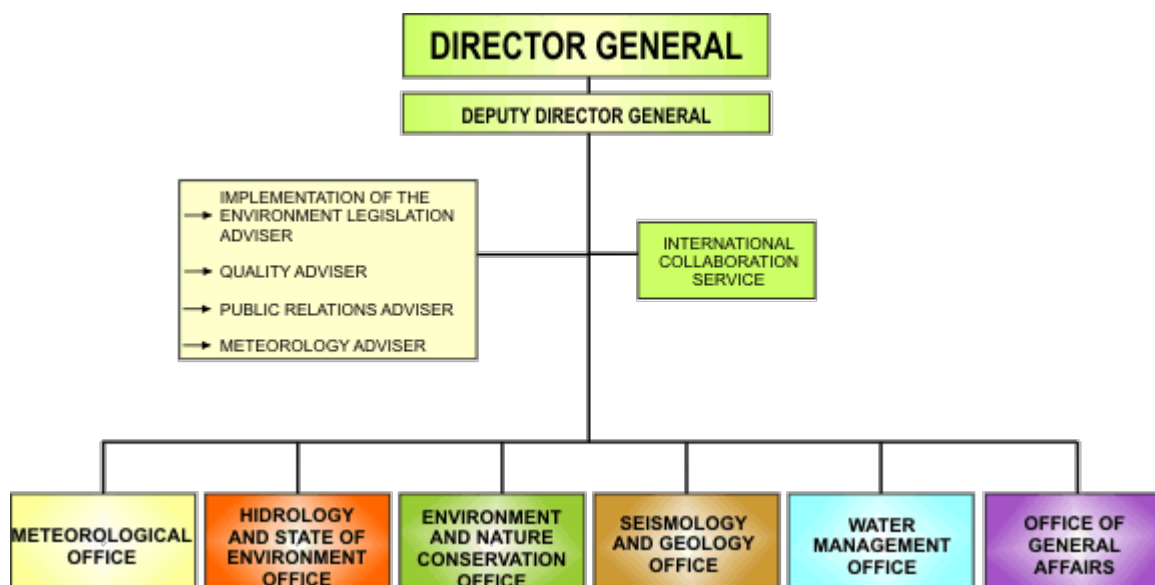 DIRECTOR GENERAL
DEPUTY DIRECTOR GENERAL
IMPLEMENTATION OF THE
ENVIRONMENT LEGISLATION
ADVISER
QUALITY ADVISER
PUBLIC RELATIONS ADVISER
METEOROLOGY ADVISER
INTERNATIONAL
COLLABORATION
SERVICE
METEOROLOGICAL
OFFICE
HIDROLOGY
AND STATE OF
ENVIRONMENT
OFFICE
ENVIRONMENT
AND NATURE
CONSERVATION
OFFICE
SEISMOLOGY
AND GEOLOGY
OFFICE
WATER
MANAGEMENT
OFFICE
OFFICE OF
GENERAL
AFFAIRS